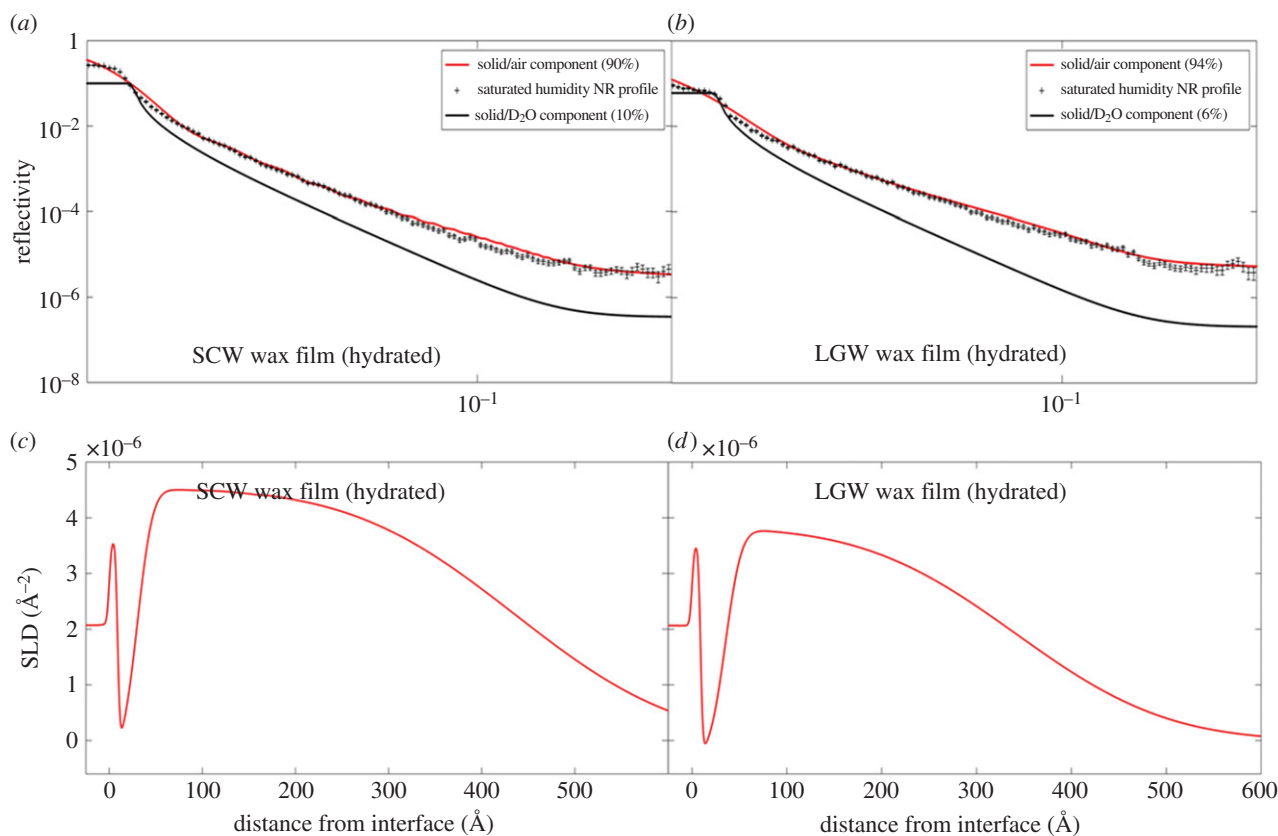 (a)
(b)
1
10⁻²
10⁻⁴
10⁻⁶
10⁻⁸
reflectivity
solid/air component (90%)
saturated humidity NR profile
solid/D₂O component (10%)
SCW wax film (hydrated)
10⁻¹
solid/air component (94%)
saturated humidity NR profile
solid/D₂O component (6%)
LGW wax film (hydrated)
10⁻¹
(c)
×10⁻⁶
(d)
×10⁻⁶
5
4
3
2
1
0
SLD (Å⁻²)
SCW wax film (hydrated)
0 100 200 300 400 500
distance from interface (Å)
LGW wax film (hydrated)
0 100 200 300 400 500 600
distance from interface (Å)